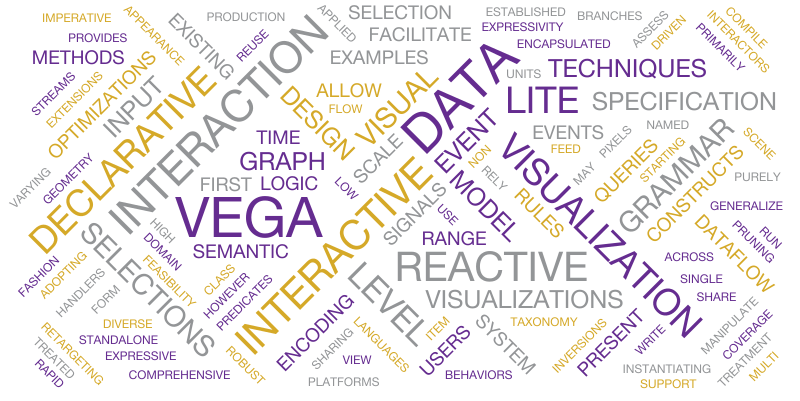 IMPERATIVE
PROVIDES
METHODS
STREAMS
EXTENSIONS
OPTIMIZATIONS
APPEARANCE
EXISTING
PRODUCTION
REUSE
APPLIED
SELECTION
FACILITATE
EXAMPLES
ESTABLISHED
BRANCHES
EXPRESSIVITY
ENCAPSULATED
ASSESS
DRIVEN
PRIMARILY
COMPILE
INTERACTORS
UNITS
TECHNIQUES
INPUT
DECLARATIVE
INTERACTION
ALLOW
FLOW
DESIGN
VISUAL
DATA
LITE
SPECIFICATION
VARYING
GEOMETRY
TIME
GRAPH
FIRST
LOGIC
LOW
SCALE
EVENT
NON
RELY
EVENTS
FEED
MAY
PIXELS
NAMED
QUERIES
STARTING
GRAMMAR
CONSTRUCTS
SCENE
PURELY
GENERALIZE
VEGA
SEMANTIC
HIGH
DOMAIN
FEASIBILITY
SELECTIONS
FASHION
ADOPTING
HANDLERS
FORM
CLASS
HOWEVER
PREDICATES
INTERACTIVE
SIGNALS
USE
MODEL
RULES
RANGE
VISUALIZATION
DATAFLOW
PRUNING
RUN
REACTIVE
VISUALIZATIONS
LEVEL
ACROSS
SINGLE
SHARE
DIVERSE
STANDALONE
EXPRESSIVE
COMPREHENSIVE
RETARGETING
TREATED
RAPID
ROBUST
ENCODING
SHARING
VIEW
PLATFORMS
LANGUAGES
ITEM
USERS
SYSTEM
BEHAVIORS
TAXONOMY
INVERSIONS
PRESENT
WRITE
INSTANTIATING
SUPPORT
MANIPULATE
COVERAGE
TREATMENT
MULTI